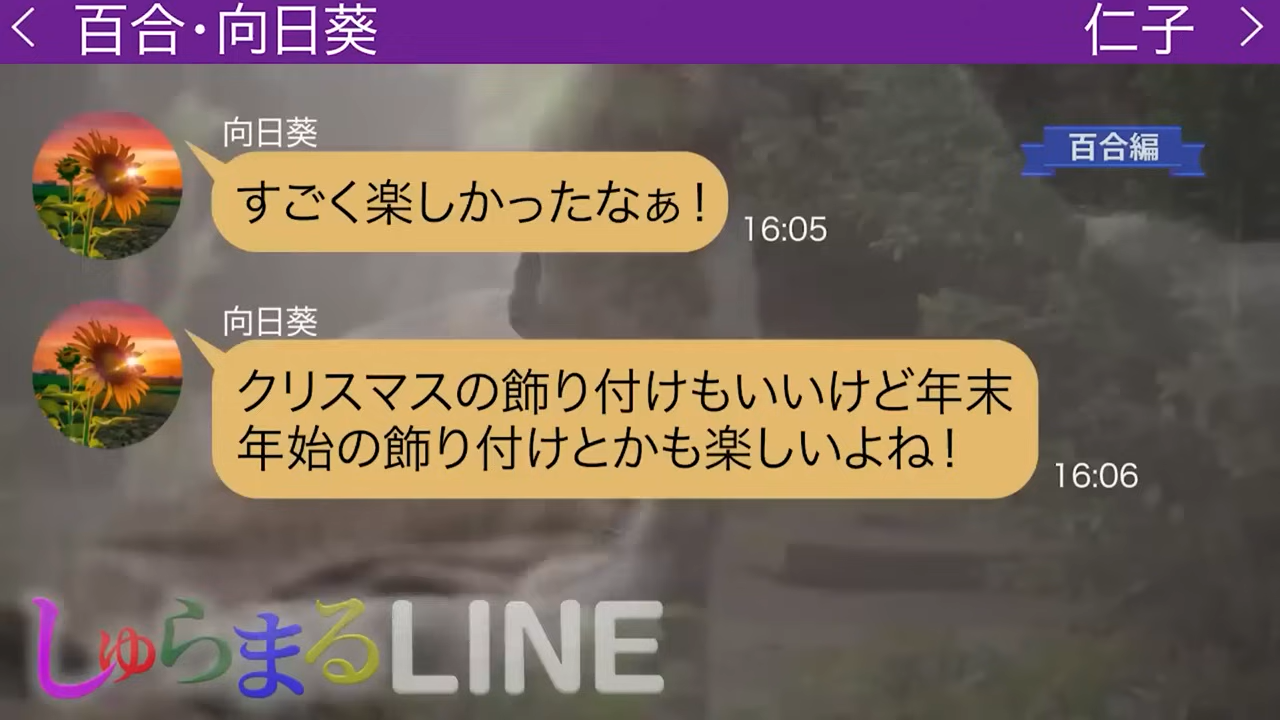 百合・向日葵
仁子
向日葵
百合編
すごく楽しかったなぁ！
16:05
向日葵
クリスマスの飾り付けもいいけど年末
年始の飾り付けとかも楽しいよね！
16:06
しゅらまるLINE